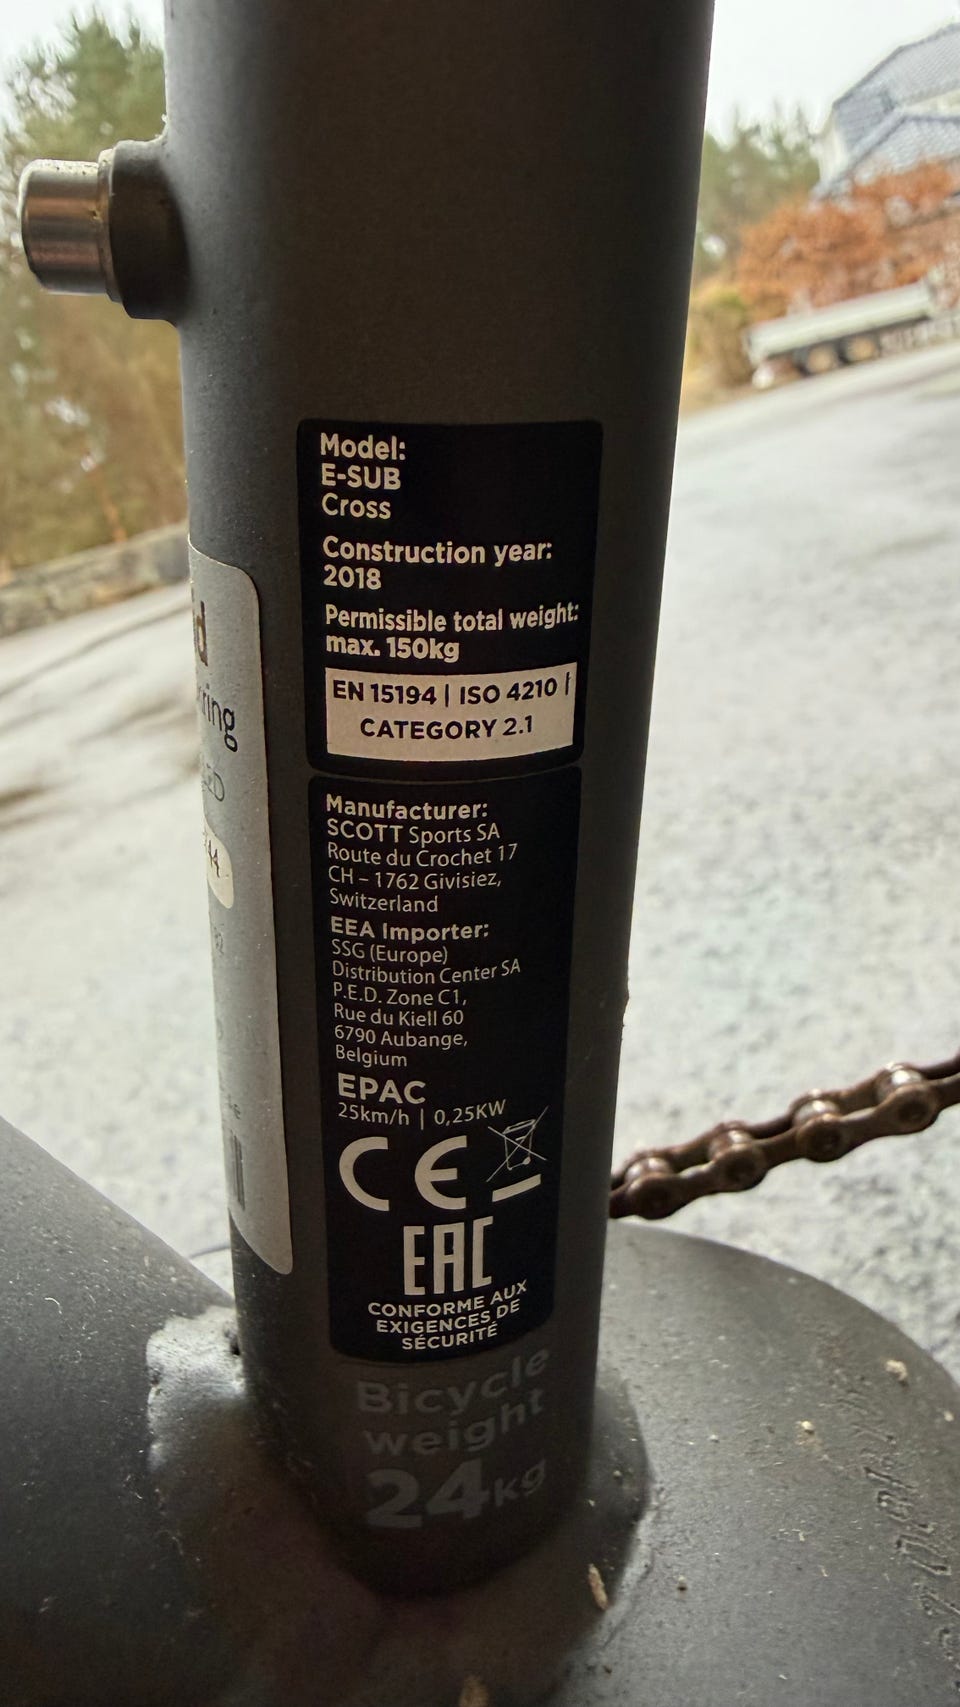 Model:
E-SUB
Cross
Construction year:
2018
Permissible total weight:
max. 150kg
EN 15194 | ISO 4210 |
CATEGORY 2.1
Manufacturer:
SCOTT Sports SA
Route du Crochet 17
CH – 1762 Givisiez,
Switzerland
EEA Importer:
SSG (Europe)
Distribution Center SA
P.E.D. Zone C1,
Rue du Kiell 60
6790 Aubange,
Belgium
EPAC
25km/h | 0,25KW
CE
EAC
CONFORME AUX
EXIGENCES DE
SÉCURITÉ
Bicycle
weight
24kg